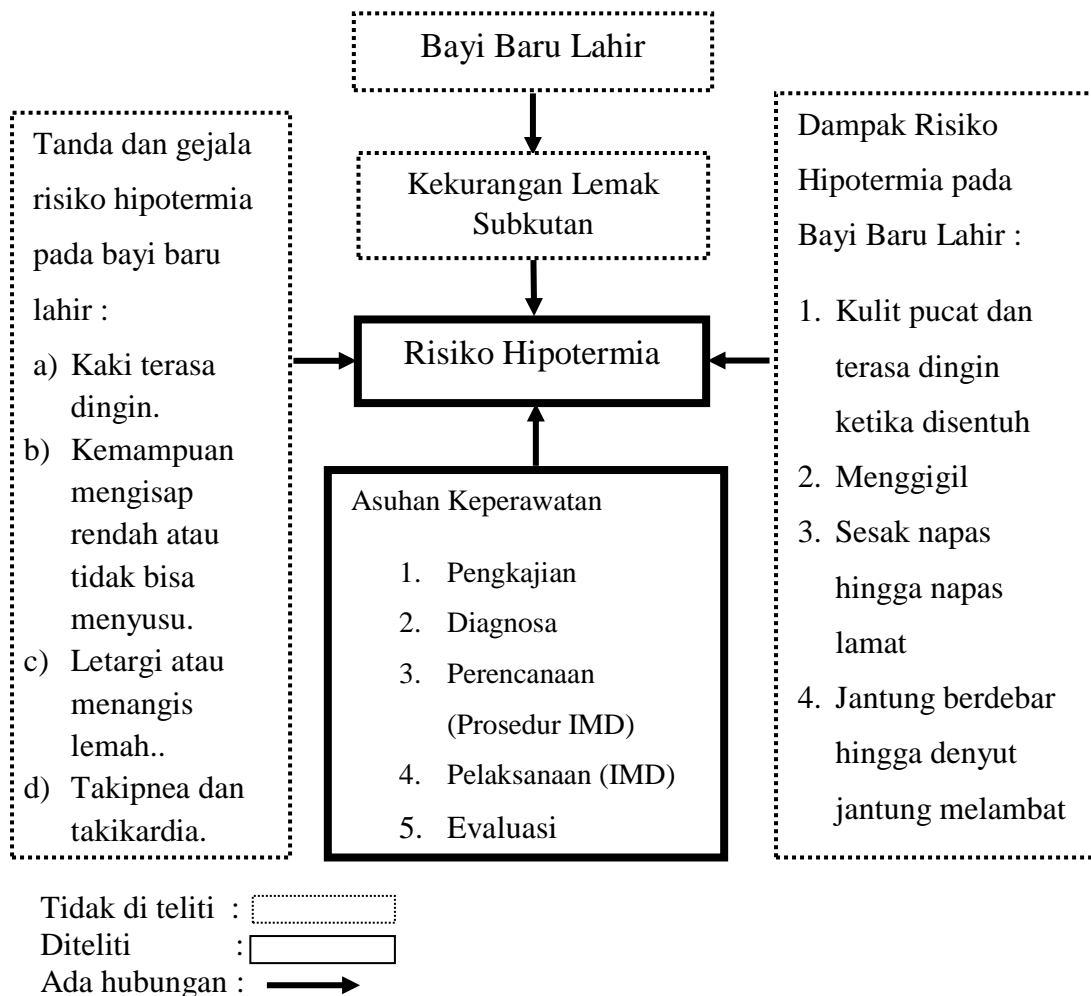 Bayi Baru Lahir
Kekurangan Lemak
Subkutan
Risiko Hipotermia
Tanda dan gejala
risiko hipotermia
pada bayi baru
lahir :
a) Kaki terasa
dingin.
b) Kemampuan
mengisap
rendah atau
tidak bisa
menyusu.
c) Letargi atau
menangis
lemah..
d) Takipnea dan
takikardia.
Asuhan Keperawatan
1. Pengkajian
2. Diagnosa
3. Perencanaan
(Prosedur IMD)
4. Pelaksanaan (IMD)
5. Evaluasi
Dampak Risiko
Hipotermia pada
Bayi Baru Lahir :
1. Kulit pucat dan
terasa dingin
ketika disentuh
2. Menggigil
3. Sesak napas
hingga napas
lamat
4. Jantung berdebar
hingga denyut
jantung melambat
Tidak di teliti :
Diteliti :
Ada hubungan :